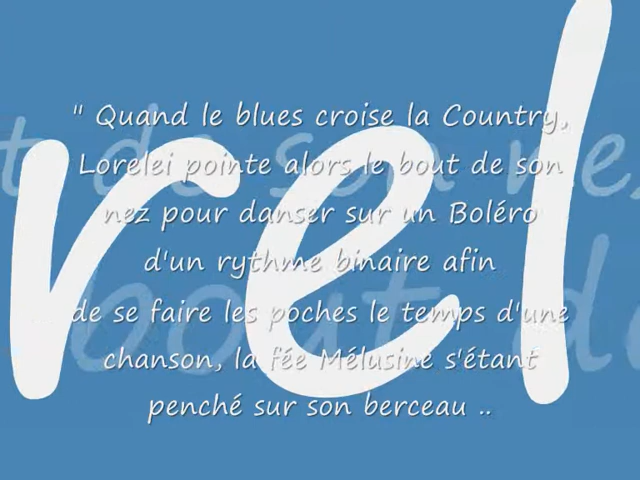 " Quand le blues croise la Country,
Lorelei pointe alors le bout de son
nez pour danser sur un Boléro
d'un rythme binaire afin
de se faire les poches le temps d'une
chanson, la fée Mélusine s'étant
penché sur son berceau ..
rel